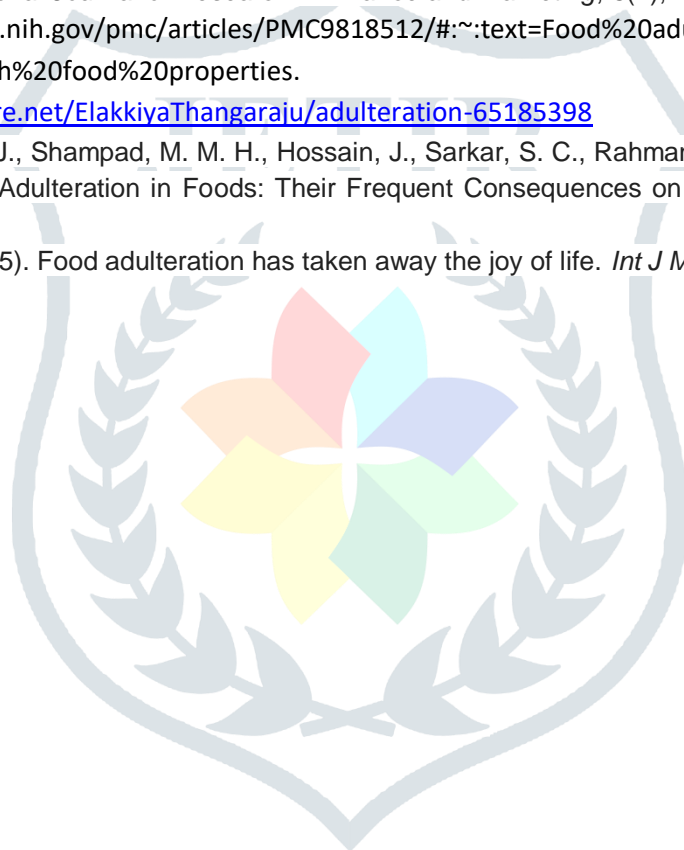 .nih.gov/pmc/articles/PMC9818512/#:~:text=Food%20adu
h%20food%20properties.
re.net/ElakkiyaThangaraju/adulteration-65185398
J., Shampad, M. M. H., Hossain, J., Sarkar, S. C., Rahmar
Adulteration in Foods: Their Frequent Consequences on
5). Food adulteration has taken away the joy of life. Int J M